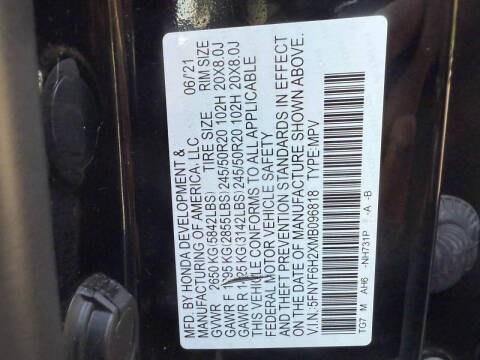 MFD. BY HONDA DEVELOPMENT & 06/21
MANUFACTURING OF AMERICA, LLC
TIRE SIZE RIM SIZE
GVWR 2650 KG(5842LBS)
GAWR F 1295 KG(2855LBS) 245/50R20 102H 20X8.0J
GAWR R 1425 KG(3142LBS) 245/50R20 102H 20X8.0J
THIS VEHICLE CONFORMS TO ALL APPLICABLE
FEDERAL MOTOR VEHICLE SAFETY
AND THEFT PREVENTION STANDARDS IN EFFECT
ON THE DATE OF MANUFACTURE SHOWN ABOVE.
V.I.N: 5FNYF6H2XMB096818 TYPE:MPV
TG7 M AH6 -NH731P -A -B